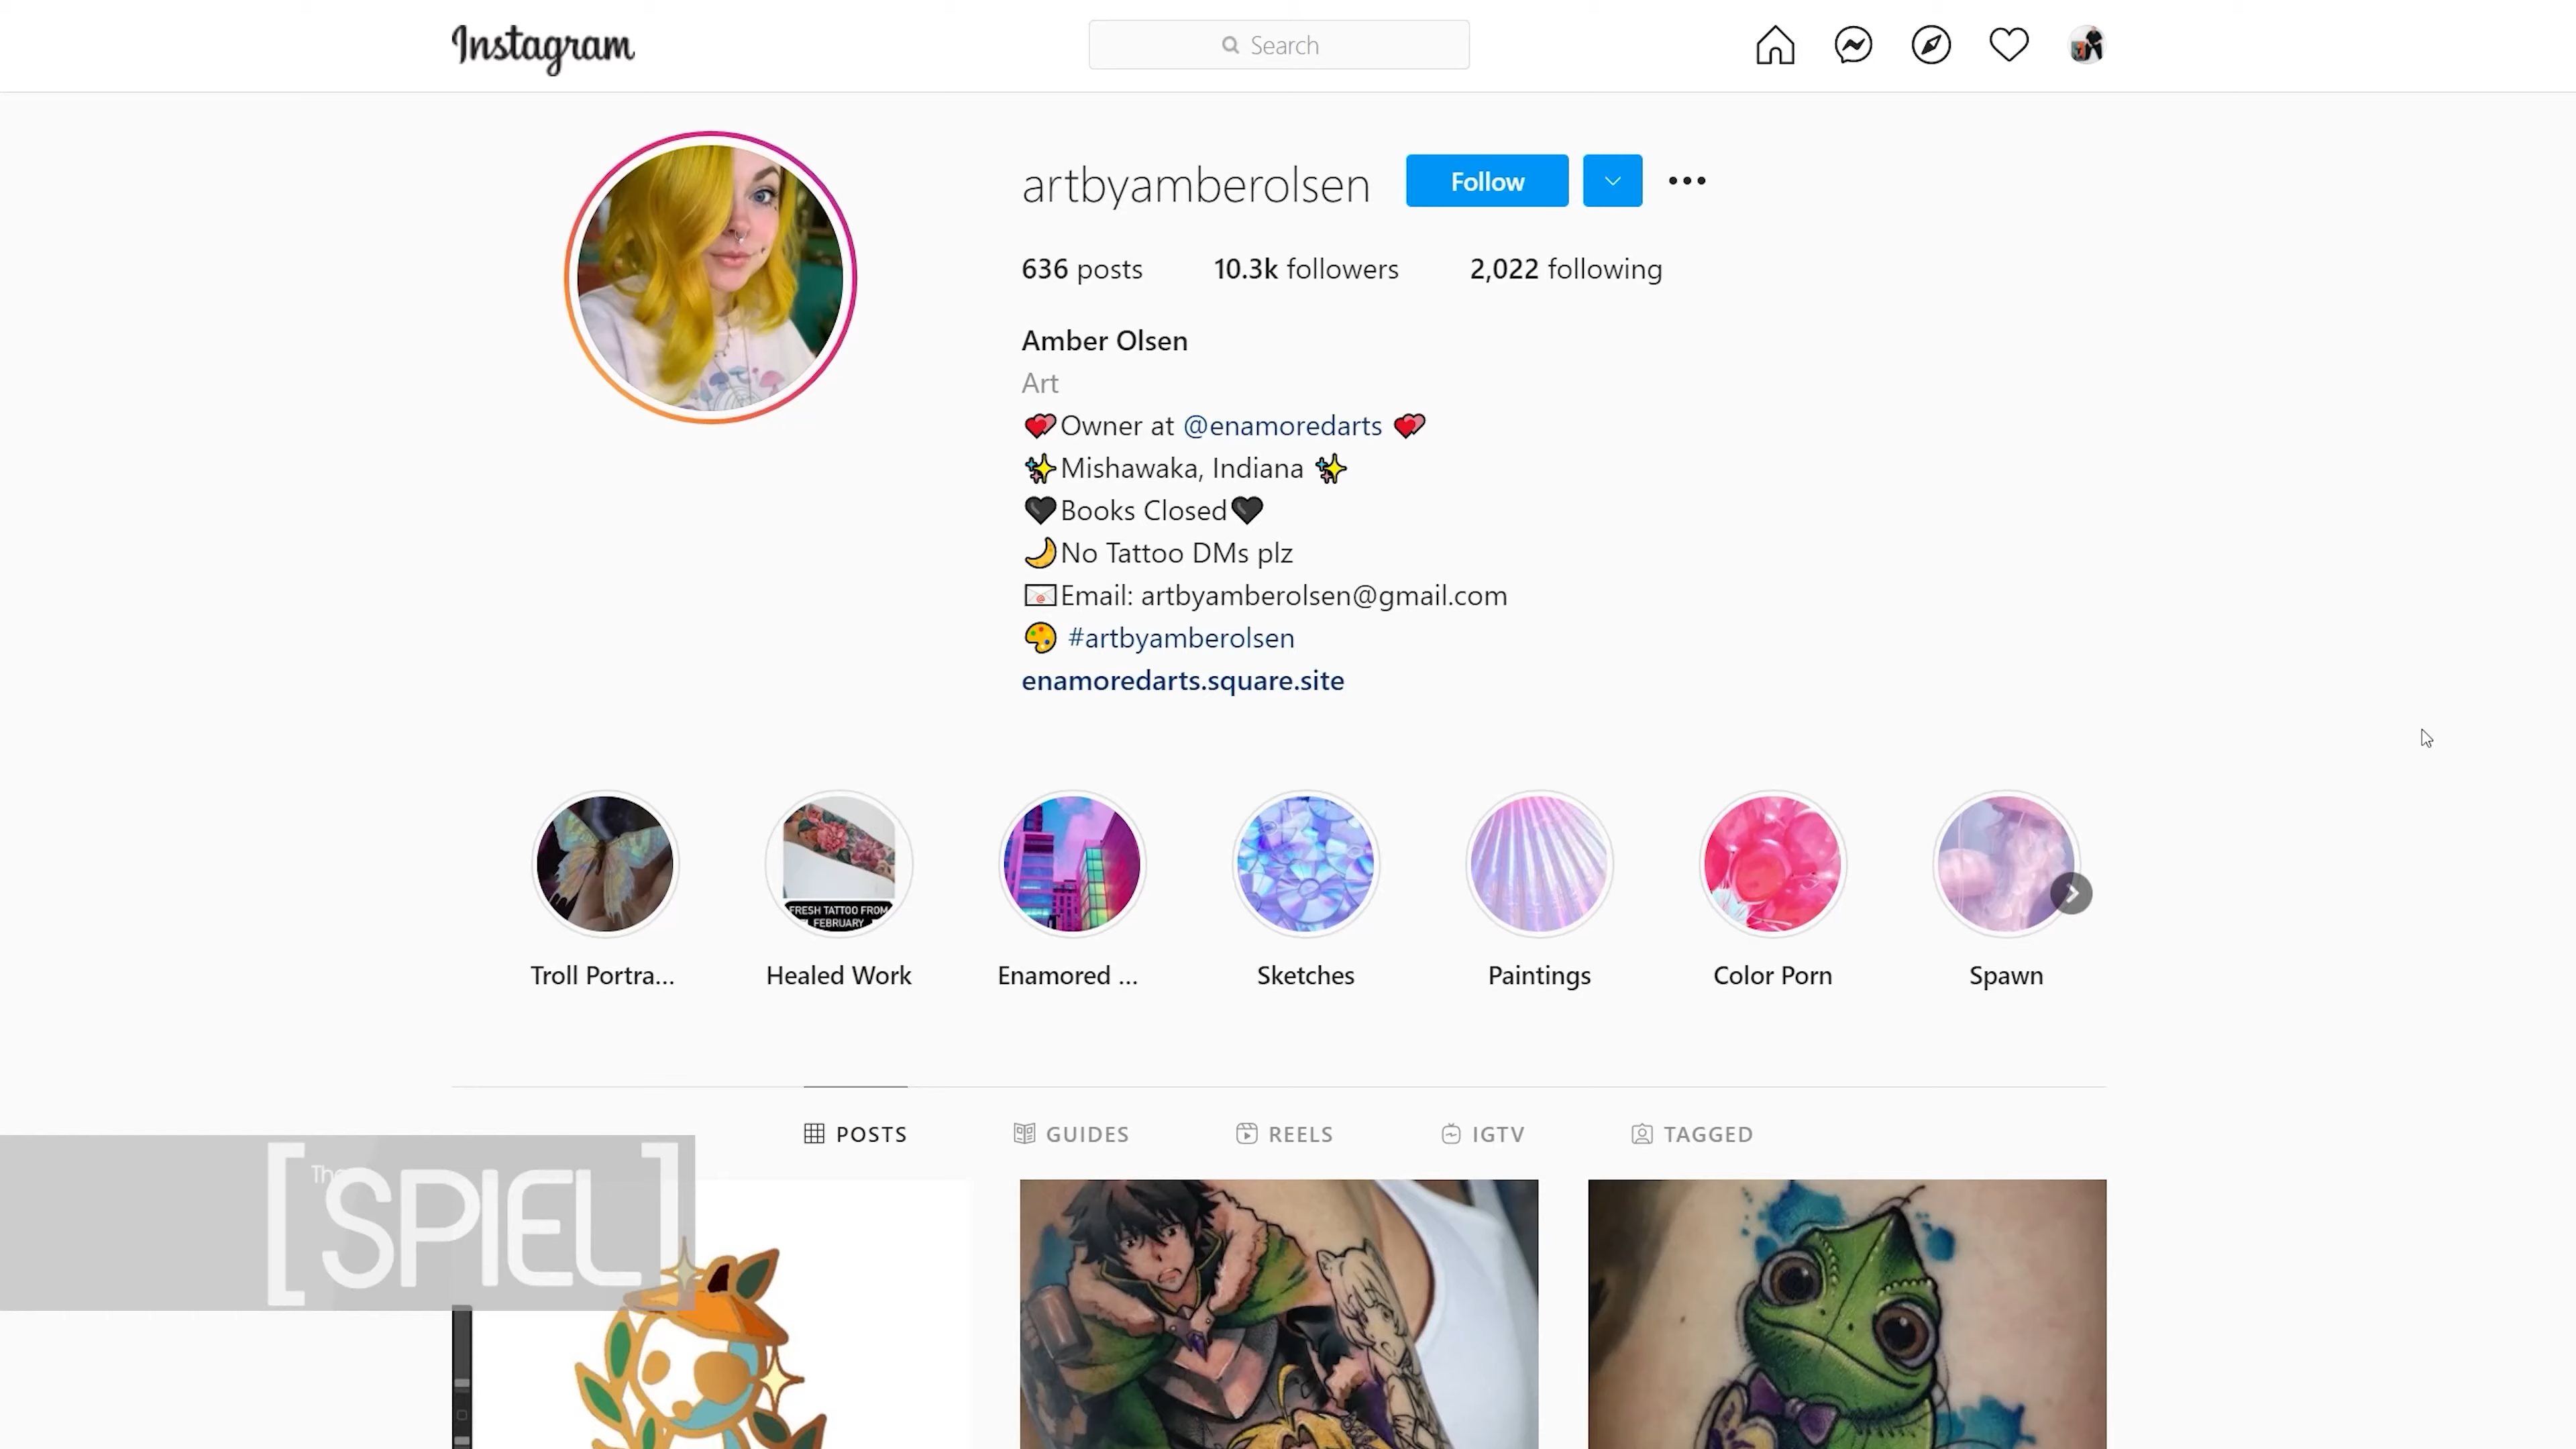 Instagram
Search
artbyamberolsen
Follow
636 posts
10.3k followers
2,022 following
Amber Olsen
Art
Owner at @enamoredarts
Mishawaka, Indiana
Books Closed
No Tattoo DMs plz
Email: artbyamberolsen@gmail.com
#artbyamberolsen
enamoredarts.square.site
FRESH TATTOO FROM
FEBRUARY
Troll Portra...
Healed Work
Enamored ...
Sketches
Paintings
Color Porn
Spawn
POSTS
GUIDES
REELS
IGTV
TAGGED
The
[SPIEL]